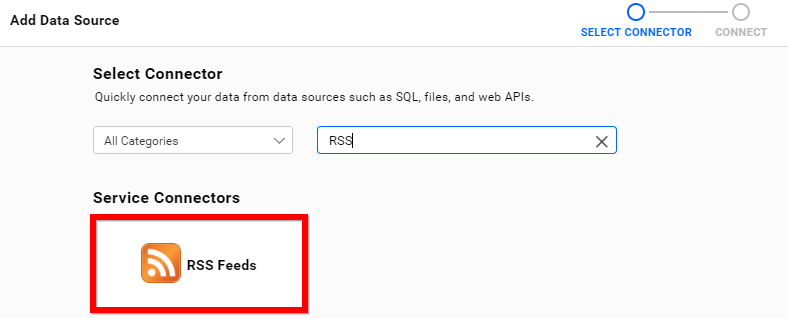 Add Data Source
SELECT CONNECTOR
CONNECT
Select Connector
Quickly connect your data from data sources such as SQL, files, and web APIs.
All Categories
RSS
Service Connectors
RSS Feeds